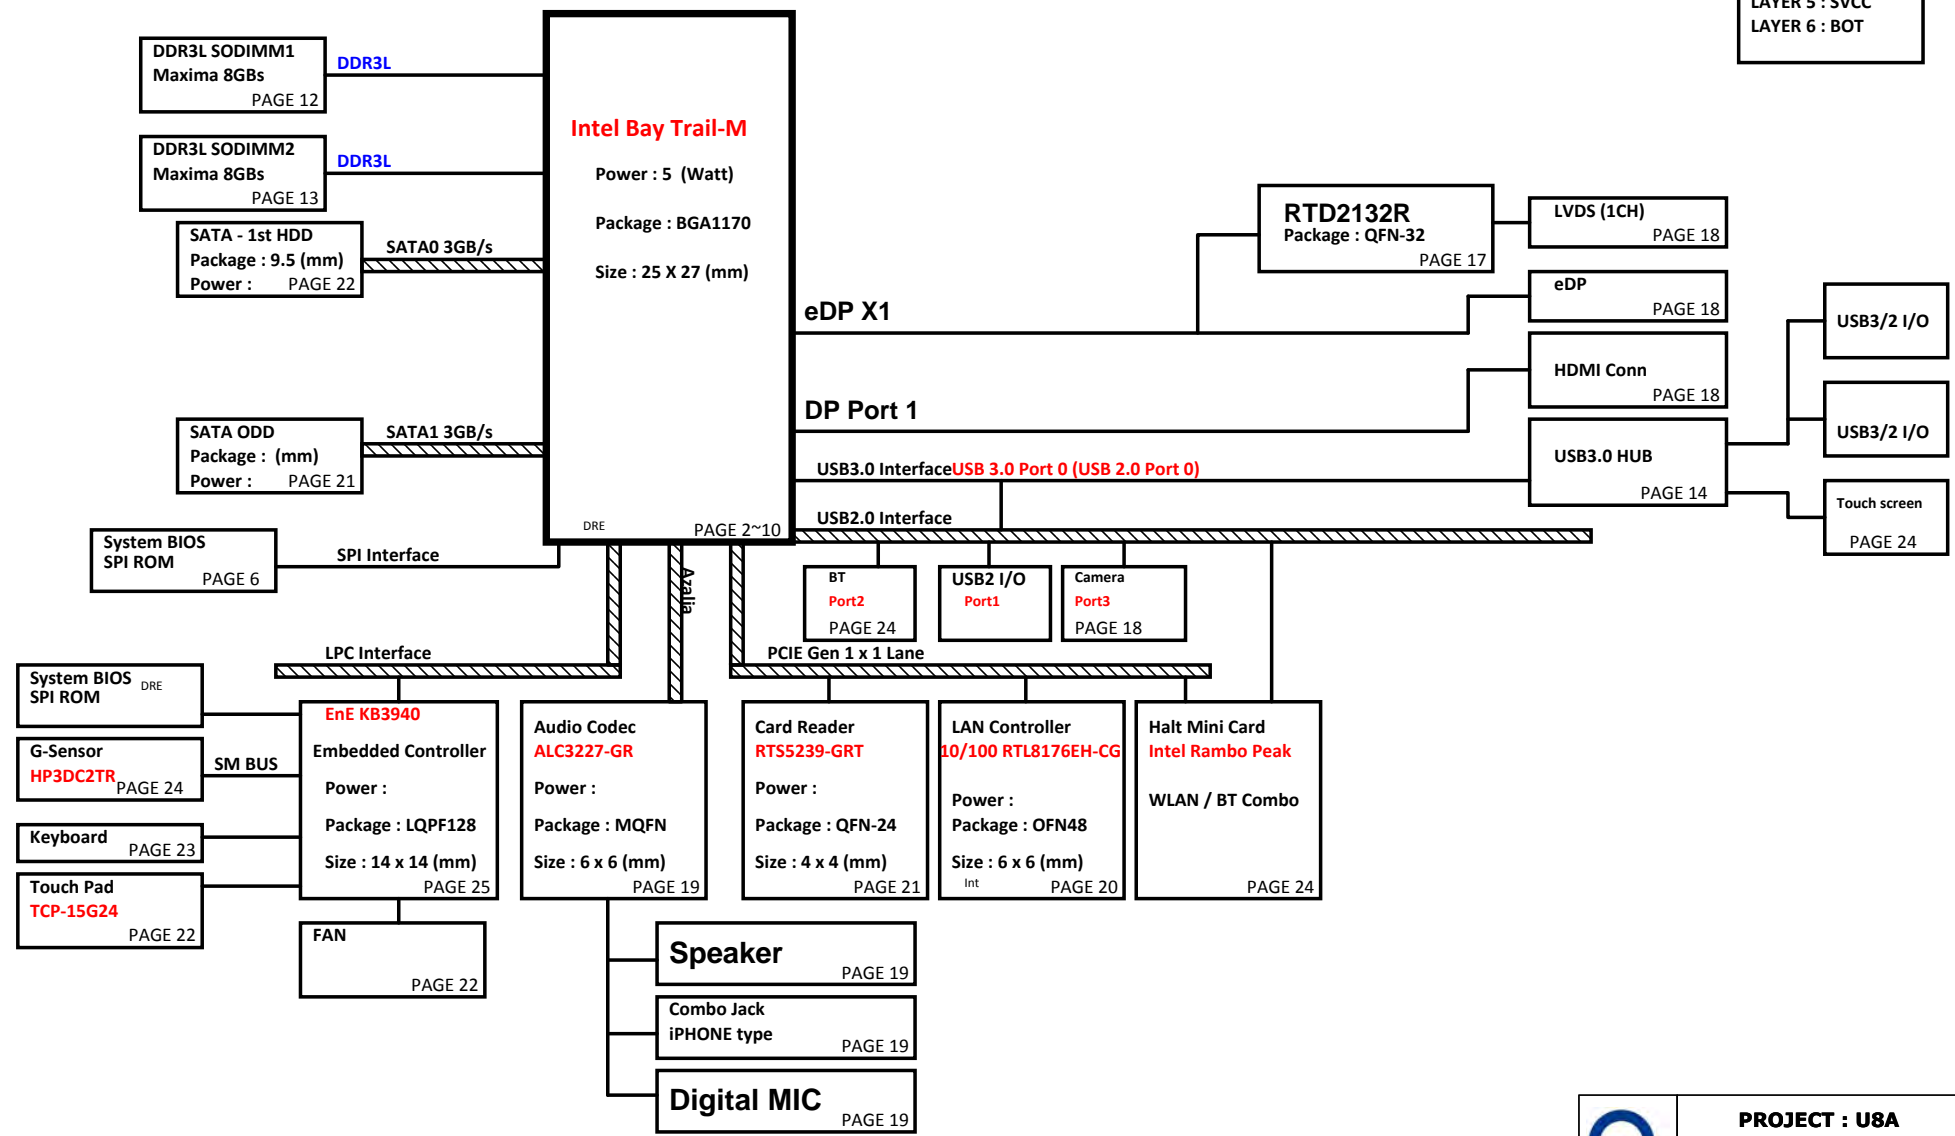 LAYER 5 : SVCC
LAYER 6 : BOT
DDR3L SODIMM1
Maxima 8GBs
PAGE 12
DDR3L
DDR3L SODIMM2
Maxima 8GBs
PAGE 13
DDR3L
SATA - 1st HDD
Package : 9.5 (mm)
Power : PAGE 22
SATA0 3GB/s
SATA ODD
Package : (mm)
Power : PAGE 21
SATA1 3GB/s
System BIOS
SPI ROM
PAGE 6
SPI Interface
Intel Bay Trail-M
Power : 5 (Watt)
Package : BGA1170
Size : 25 X 27 (mm)
DRE
PAGE 2~10
eDP X1
DP Port 1
USB3.0 InterfaceUSB 3.0 Port 0 (USB 2.0 Port 0)
USB2.0 Interface
RTD2132R
Package : QFN-32
PAGE 17
LVDS (1CH)
PAGE 18
eDP
PAGE 18
HDMI Conn
PAGE 18
USB3.0 HUB
PAGE 14
USB3/2 I/O
USB3/2 I/O
Touch screen
PAGE 24
BT
Port2
PAGE 24
USB2 I/O
Port1
Camera
Port3
PAGE 18
Azalia
LPC Interface
PCIE Gen 1 x 1 Lane
System BIOS DRE
SPI ROM
G-Sensor
HP3DC2TR
PAGE 24
SM BUS
Keyboard
PAGE 23
Touch Pad
TCP-15G24
PAGE 22
EnE KB3940
Embedded Controller
Power :
Package : LQPF128
Size : 14 x 14 (mm)
PAGE 25
FAN
PAGE 22
Audio Codec
ALC3227-GR
Power :
Package : MQFN
Size : 6 x 6 (mm)
PAGE 19
Card Reader
RTS5239-GRT
Power :
Package : QFN-24
Size : 4 x 4 (mm)
PAGE 21
LAN Controller
10/100 RTL8176EH-CG
Power :
Package : OFN48
Size : 6 x 6 (mm)
Int PAGE 20
Halt Mini Card
Intel Rambo Peak
WLAN / BT Combo
PAGE 24
Speaker
PAGE 19
Combo Jack
iPHONE type
PAGE 19
Digital MIC
PAGE 19
PROJECT : U8A